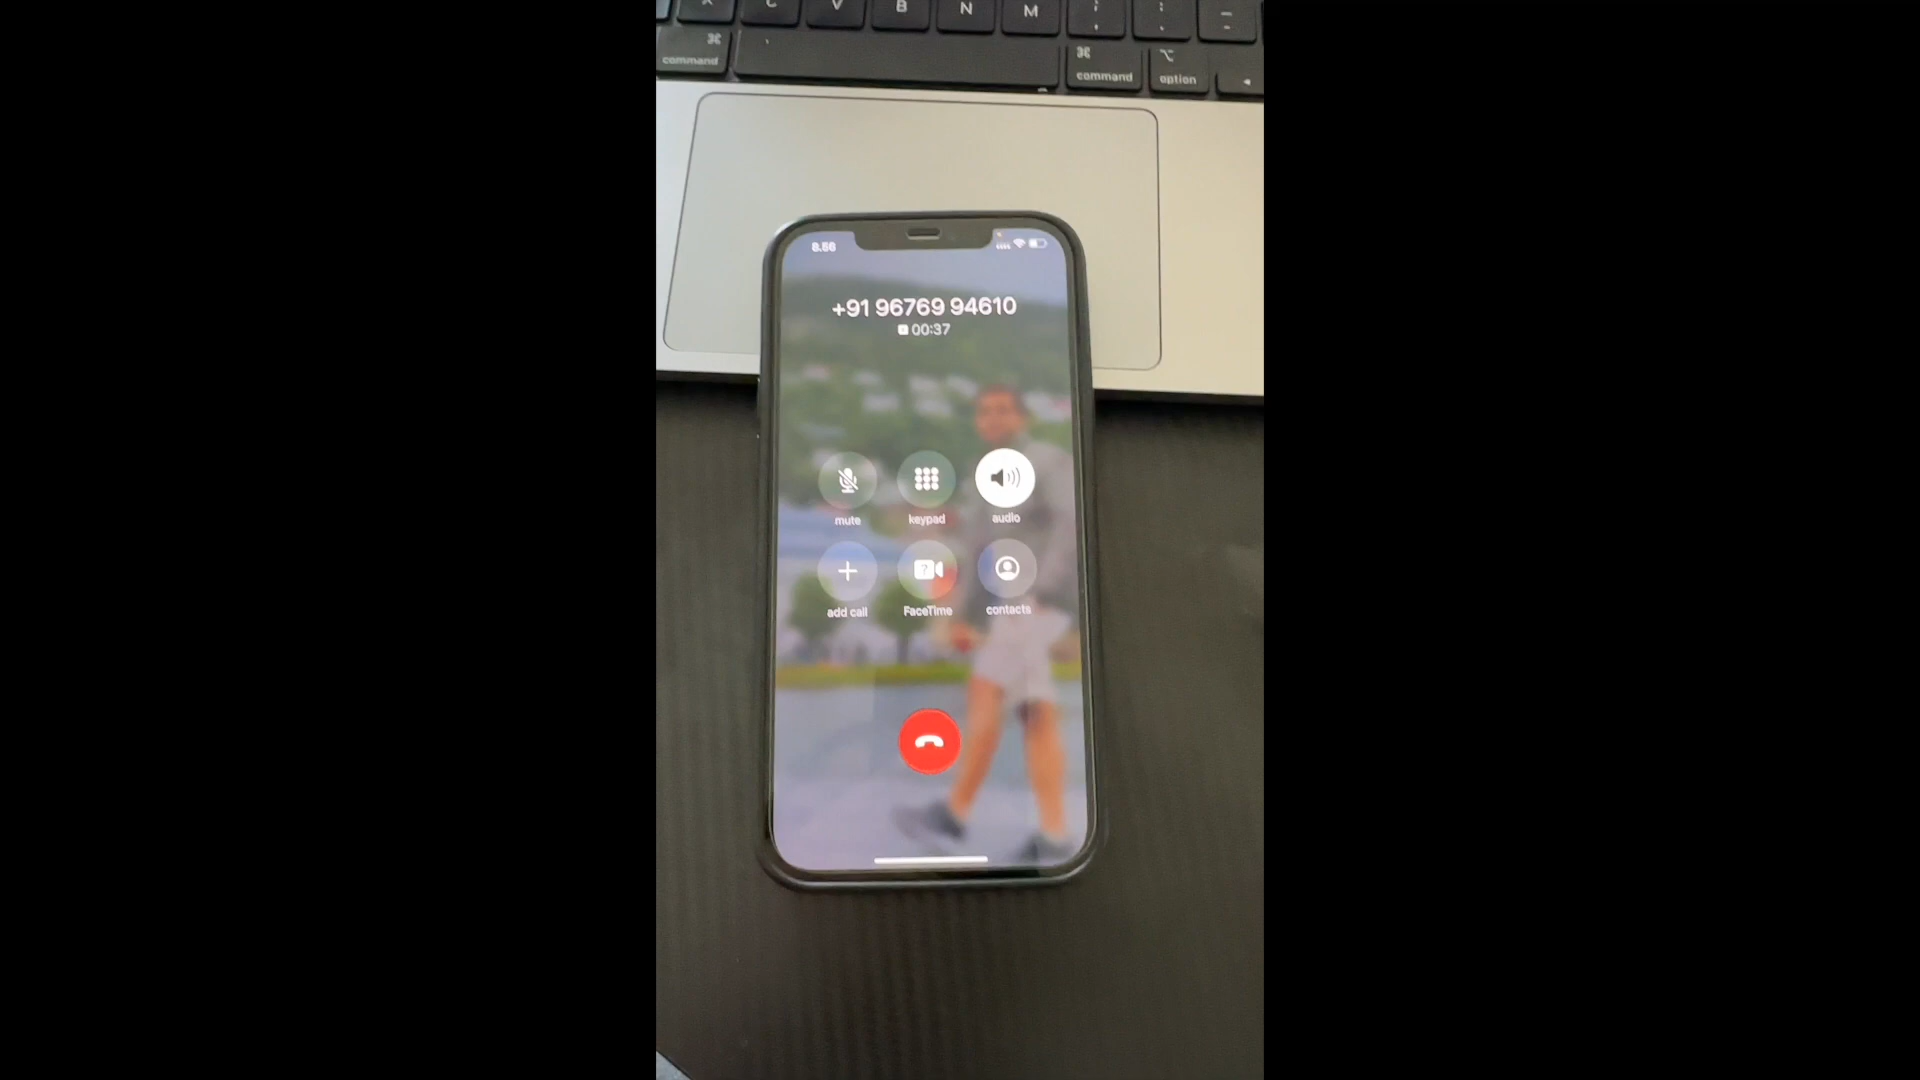 C V B N M
⌘ ⌘ ⌥
command command option
8.56
+91 96769 94610
00:37
mute keypad audio
add call FaceTime contacts